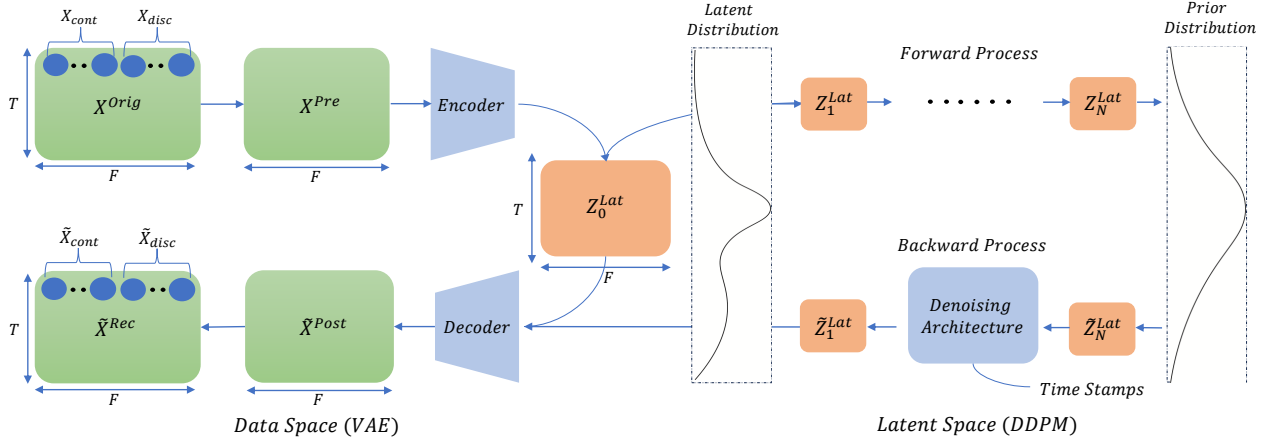 X_cont X_disc
Latent
Distribution
Prior
Distribution
Forward Process
T
X^Orig
X^Pre
Encoder
Z_1^Lat
. . . . . .
Z_N^Lat
F
F
T
Z_0^Lat
F
X̃_cont X̃_disc
Backward Process
T
X̃^Rec
X̃^Post
Decoder
Z̃_1^Lat
Denoising
Architecture
Z̃_N^Lat
F
F
Time Stamps
Data Space (VAE)
Latent Space (DDPM)